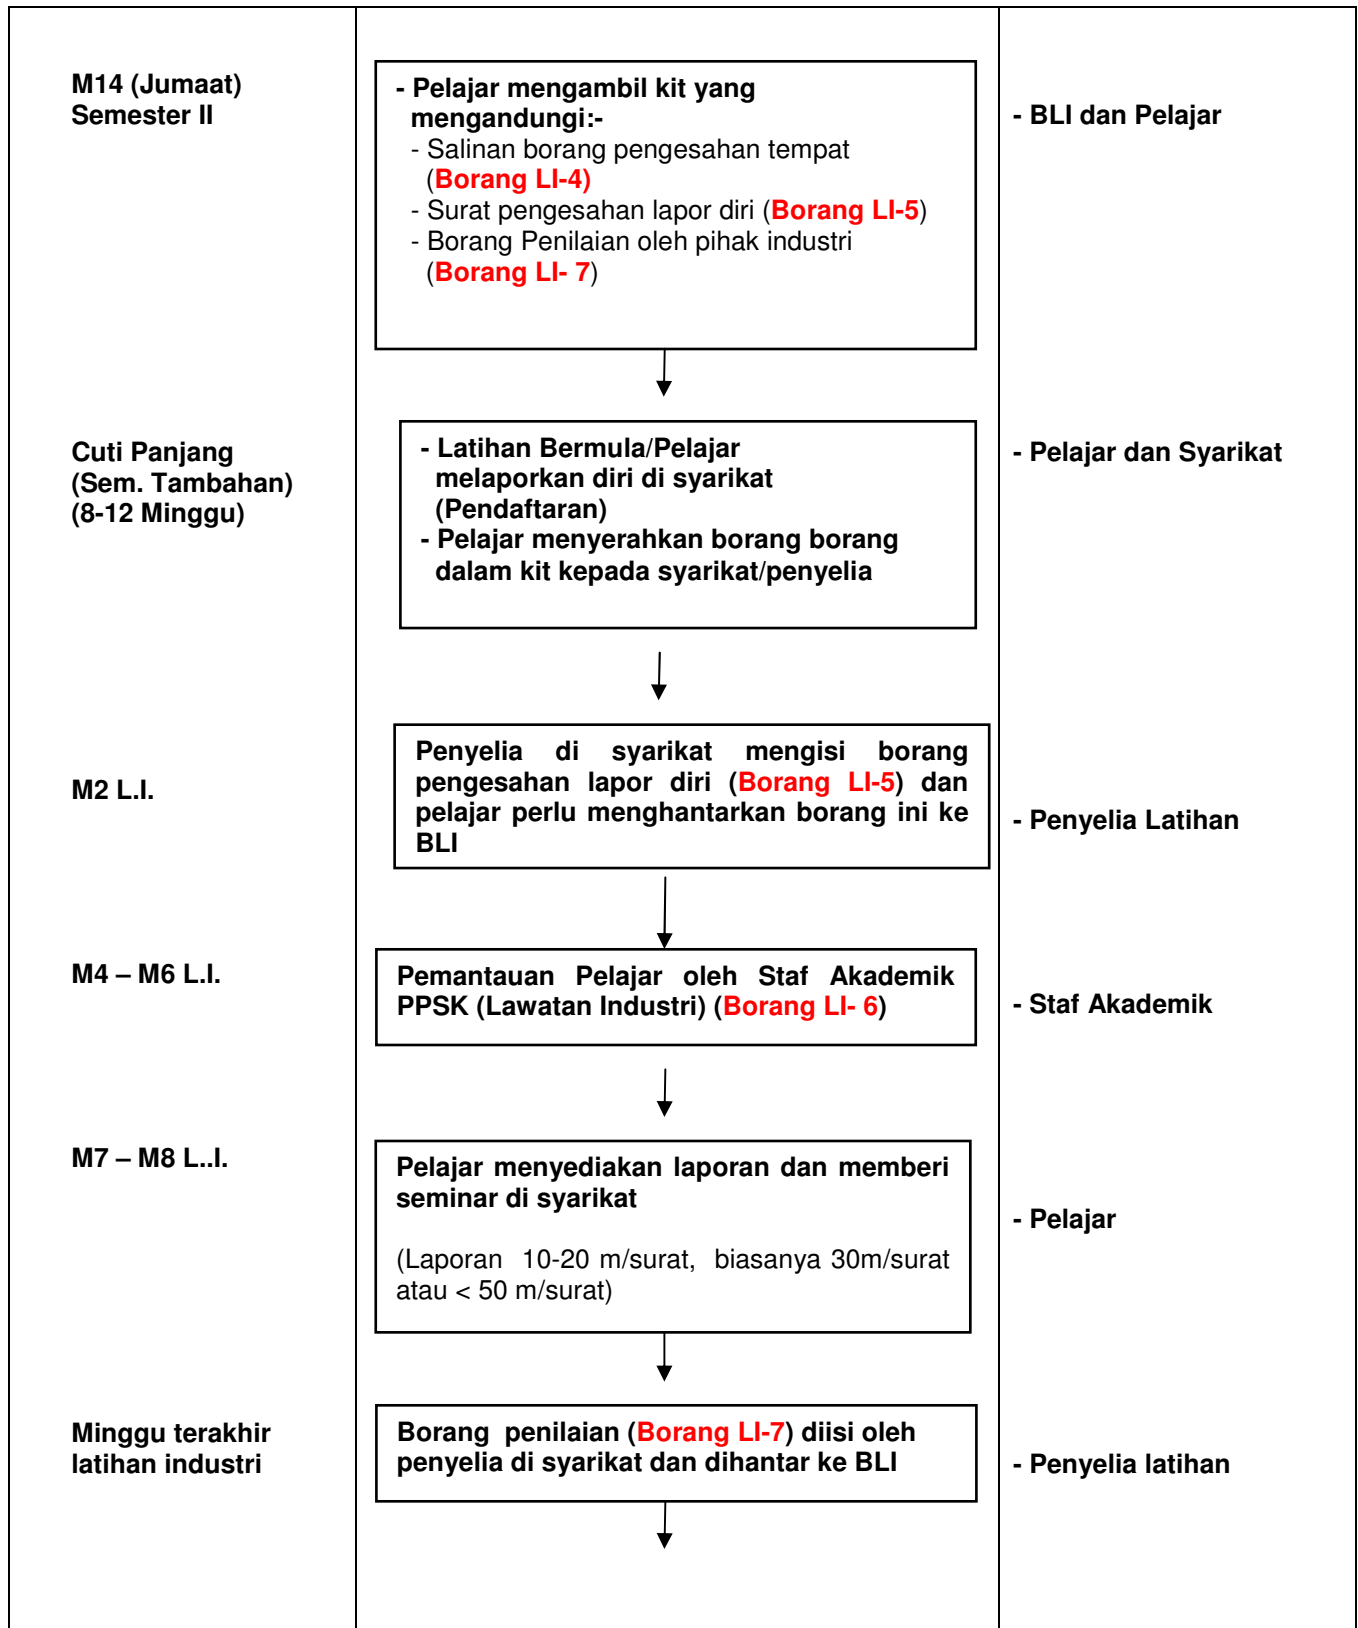 M14 (Jumaat)
Semester II
- Pelajar mengambil kit yang
mengandungi:-
- Salinan borang pengesahan tempat
(Borang LI-4)
- Surat pengesahan lapor diri (Borang LI-5)
- Borang Penilaian oleh pihak industri
(Borang LI- 7)
- BLI dan Pelajar
Cuti Panjang
(Sem. Tambahan)
(8-12 Minggu)
- Latihan Bermula/Pelajar
melaporkan diri di syarikat
(Pendaftaran)
- Pelajar menyerahkan borang borang
dalam kit kepada syarikat/penyelia
- Pelajar dan Syarikat
M2 L.I.
Penyelia di syarikat mengisi borang
pengesahan lapor diri (Borang LI-5) dan
pelajar perlu menghantarkan borang ini ke
BLI
- Penyelia Latihan
M4 – M6 L.I.
Pemantauan Pelajar oleh Staf Akademik
PPSK (Lawatan Industri) (Borang LI- 6)
- Staf Akademik
M7 – M8 L..I.
Pelajar menyediakan laporan dan memberi
seminar di syarikat
(Laporan 10-20 m/surat, biasanya 30m/surat
atau < 50 m/surat)
- Pelajar
Minggu terakhir
latihan industri
Borang penilaian (Borang LI-7) diisi oleh
penyelia di syarikat dan dihantar ke BLI
- Penyelia latihan